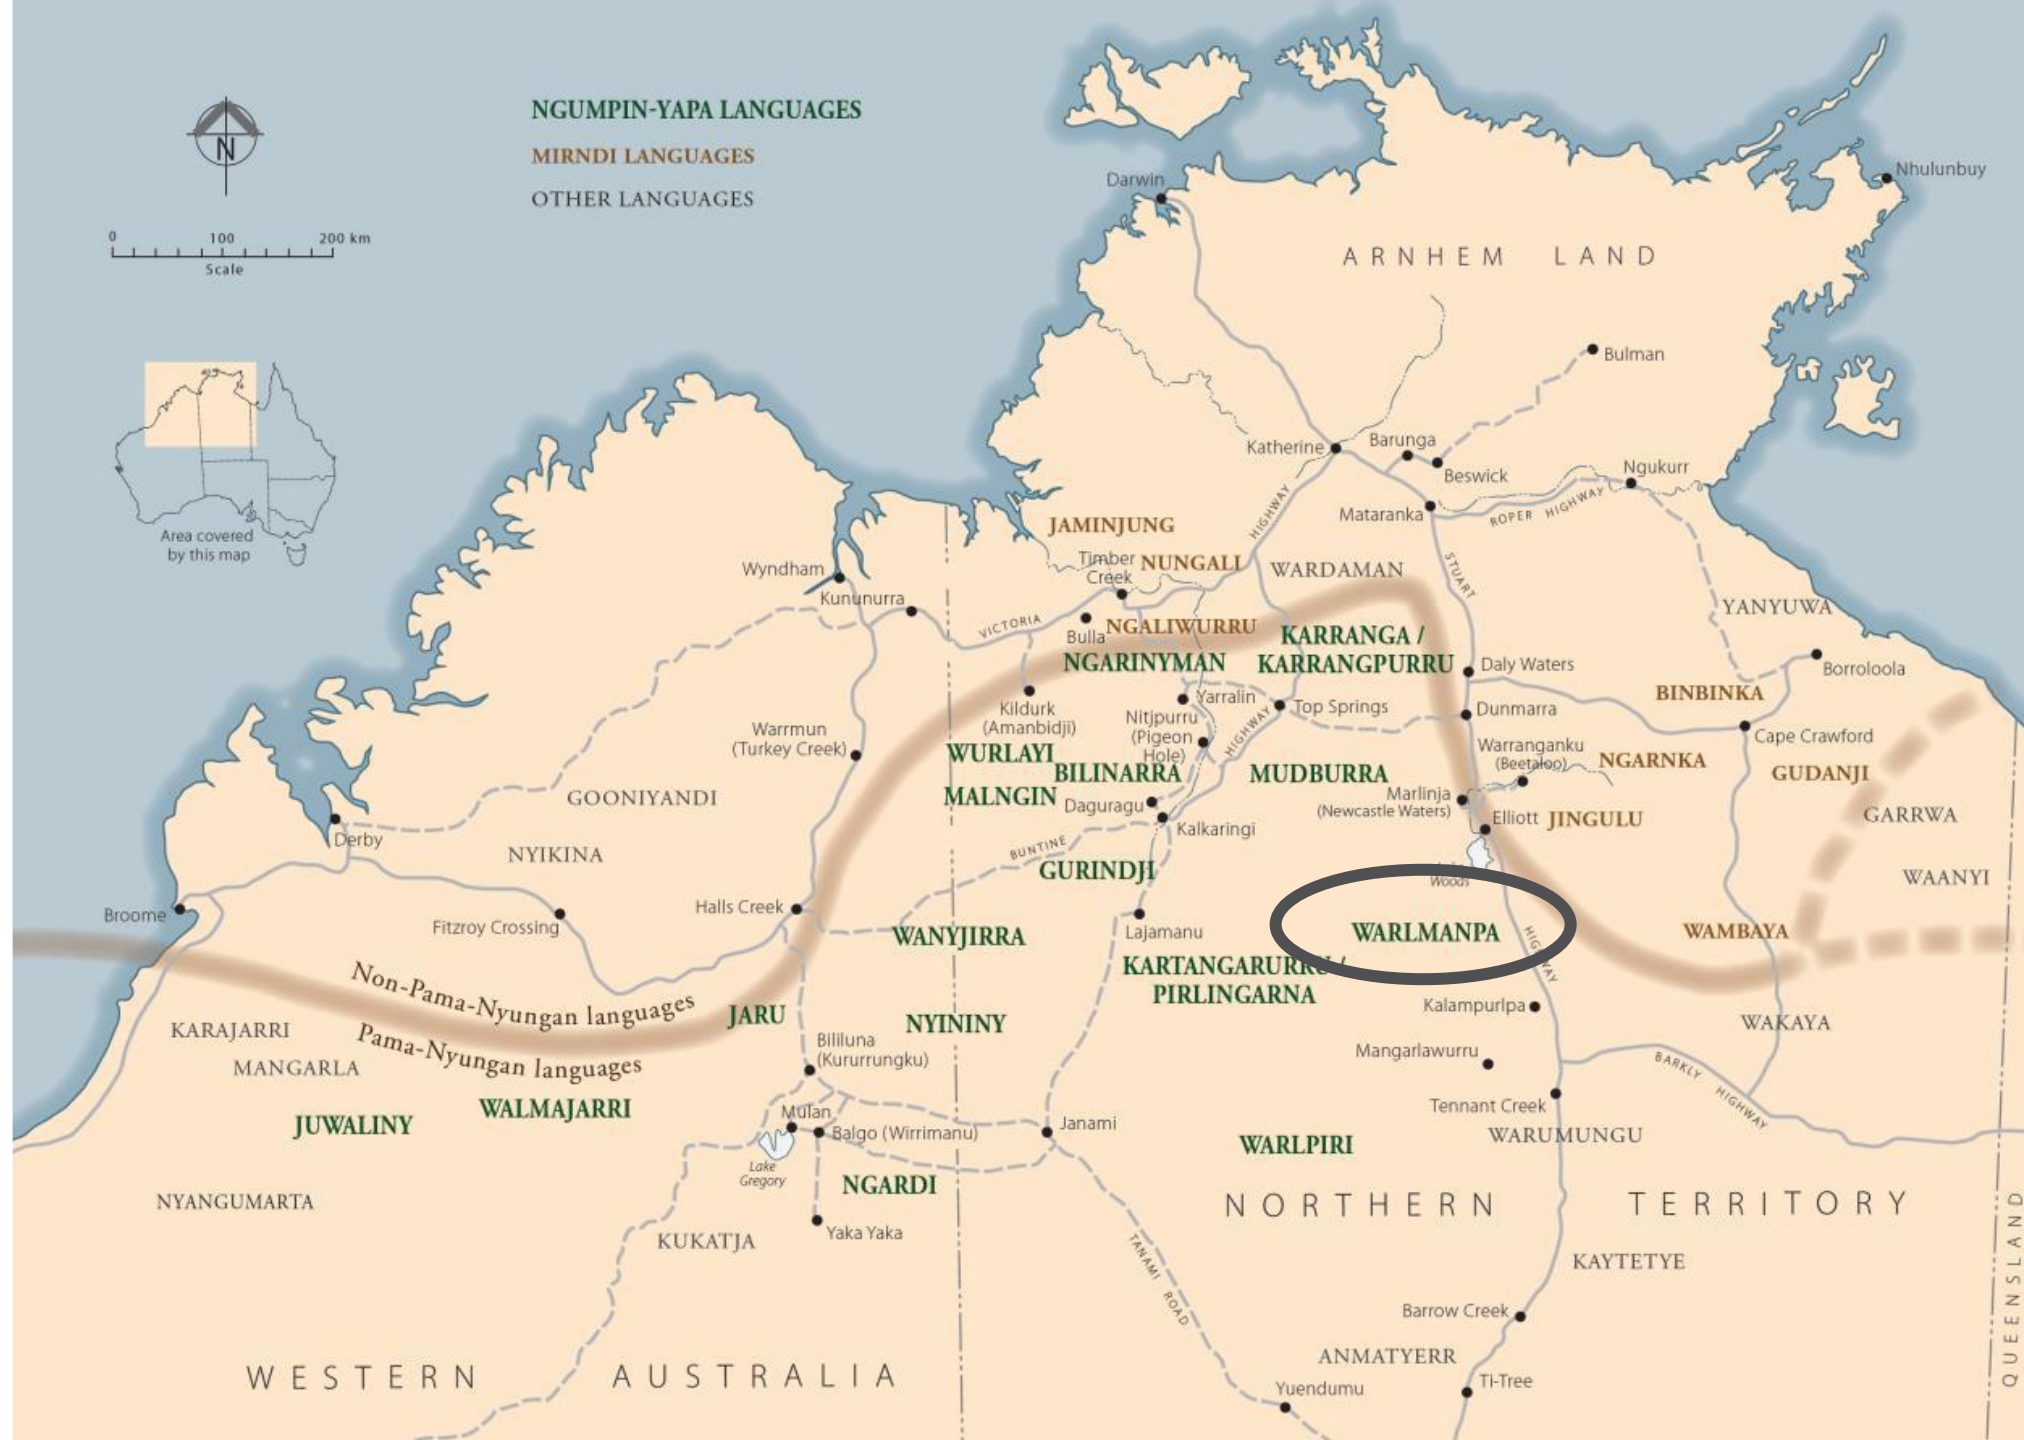 NGUMPIN-YAPA LANGUAGES
MIRNDI LANGUAGES
OTHER LANGUAGES
N
0 100 200 km
Scale
Area covered
by this map
Darwin
Nhulunbuy
ARNHEM LAND
Bulman
Katherine
Barunga
Beswick
Ngukurr
Mataranka
ROPER HIGHWAY
HIGHWAY
STUART
JAMINJUNG
Timber
Creek
NUNGALI
WARDAMAN
Wyndham
Kununurra
VICTORIA
Bulla
NGALIWURRU
YANYUWA
KARRANGA /
KARRANGPURRU
NGARINYMAN
Daly Waters
Borroloola
Kildurk
(Amanbidji)
Yarralin
Top Springs
Dunmarra
BINBINKA
Nitjpurru
(Pigeon
Hole)
HIGHWAY
Warrmun
(Turkey Creek)
Cape Crawford
WURLAYI
BILINARRA
MUDBURRA
Warranganku
(Beetaloo)
NGARNKA
GUDANJI
MALNGIN
Daguragu
Marlinja
(Newcastle Waters)
GOONIYANDI
Kalkaringi
Elliott
JINGULU
GARRWA
Derby
BUNTINE
NYIKINA
GURINDJI
Woods
WAANYI
Broome
Fitzroy Crossing
Halls Creek
WANYJIRRA
Lajamanu
WARLMANPA
HIGHWAY
WAMBAYA
KARTANGARURRU /
PIRLINGARNA
Non-Pama-Nyungan languages
Pama-Nyungan languages
JARU
NYININY
Kalampurlpa
WAKAYA
KARAJARRI
MANGARLA
Bililuna
(Kururrungku)
Mangarlawurru
BARKLY HIGHWAY
JUWALINY
WALMAJARRI
Mulan
Balgo (Wirrimanu)
Janami
Tennant Creek
WARUMUNGU
WARLPIRI
Lake
Gregory
NGARDI
NYANGUMARTA
NORTHERN TERRITORY
KUKATJA
Yaka Yaka
TANAMI ROAD
KAYTETYE
QUEENSLAND
Barrow Creek
ANMATYERR
WESTERN AUSTRALIA
Yuendumu
Ti-Tree